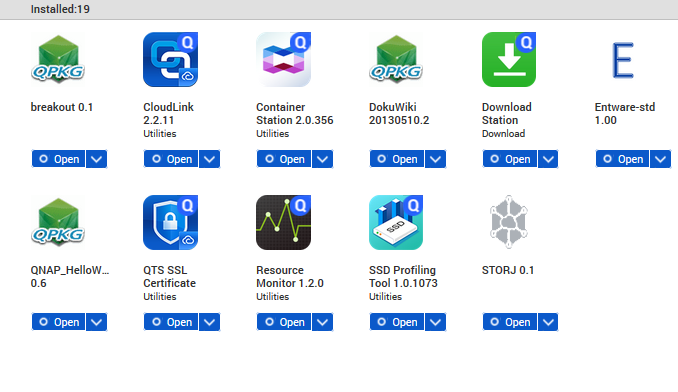 Installed:19
QPKG
Q
Q
QPKG
Q
E
breakout 0.1
CloudLink
2.2.11
Utilities
Container
Station 2.0.356
Utilities
DokuWiki
20130510.2
Download
Station
Download
Entware-std
1.00
Open
Open
Open
Open
Open
Open
QPKG
Q
Q
SSD
Q
QNAP_HelloW...
0.6
QTS SSL
Certificate
Utilities
Resource
Monitor 1.2.0
Utilities
SSD Profiling
Tool 1.0.1073
Utilities
STORJ 0.1
Open
Open
Open
Open
Open